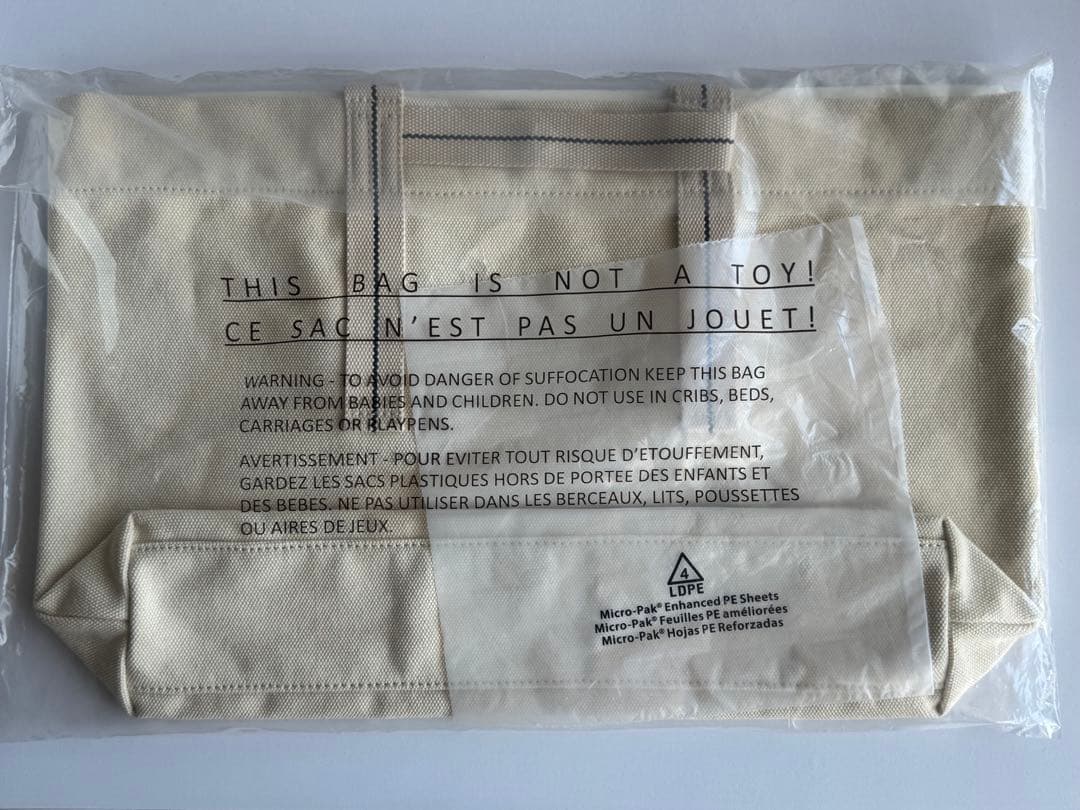 THIS BAG IS NOT A TOY!
CE SAC N'EST PAS UN JOUET!
WARNING - TO AVOID DANGER OF SUFFOCATION KEEP THIS BAG
AWAY FROM BABIES AND CHILDREN. DO NOT USE IN CRIBS, BEDS,
CARRIAGES OR PLAYPENS.
AVERTISSEMENT - POUR EVITER TOUT RISQUE D'ETOUFFEMENT,
GARDEZ LES SACS PLASTIQUES HORS DE PORTEE DES ENFANTS ET
DES BEBES. NE PAS UTILISER DANS LES BERCEAUX, LITS, POUSSETTES
OU AIRES DE JEUX.
4
LDPE
Micro-Pak® Enhanced PE Sheets
Micro-Pak® Feuilles PE améliorées
Micro-Pak® Hojas PE Reforzadas